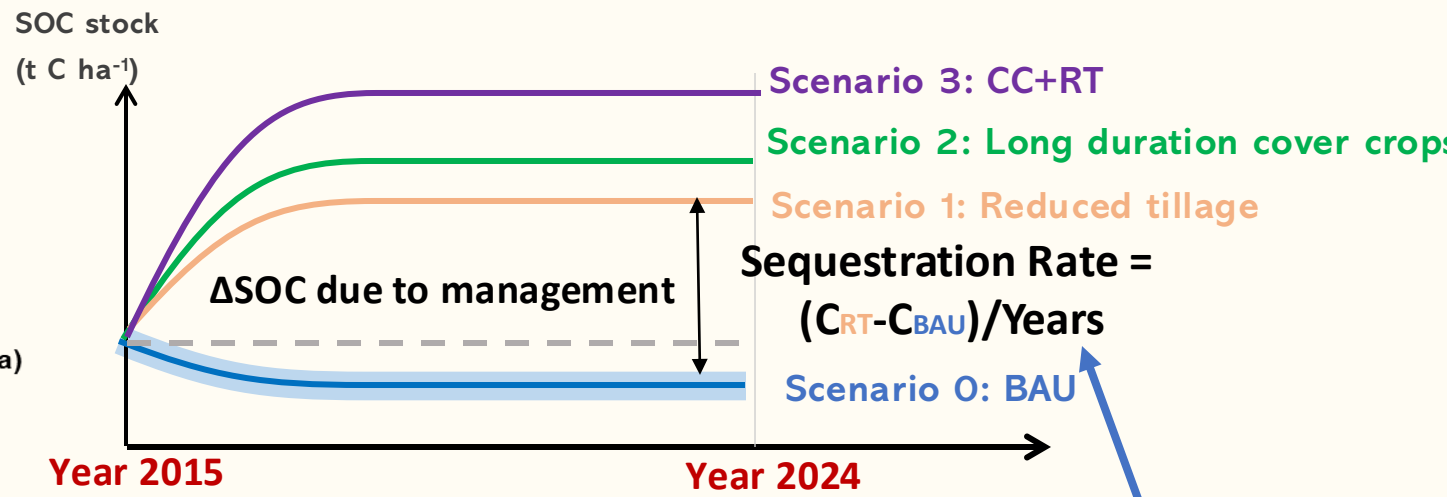 SOC stock
(t C ha⁻¹)
Scenario 3: CC+RT
Scenario 2: Long duration cover crops
Scenario 1: Reduced tillage
ΔSOC due to management
Sequestration Rate =
(CRT-CBAU)/Years
a)
Scenario 0: BAU
Year 2015
Year 2024